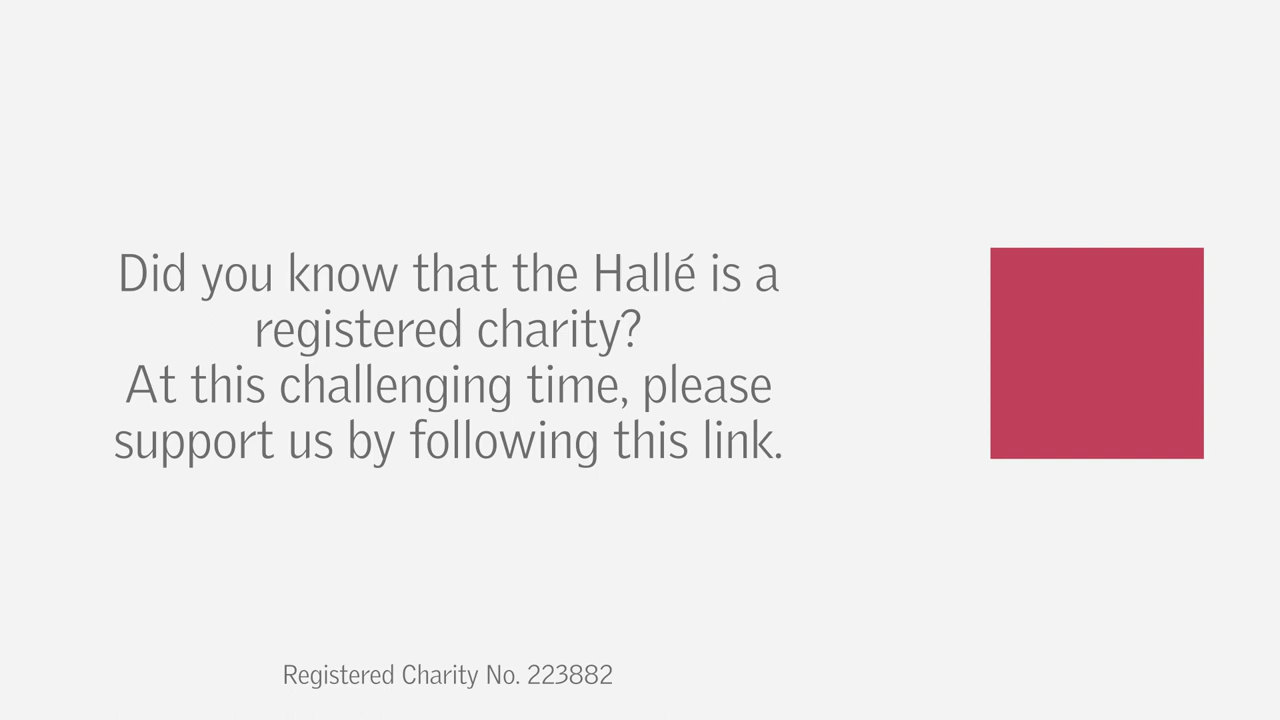 Did you know that the Hallé is a
registered charity?
At this challenging time, please
support us by following this link.
Registered Charity No. 223882